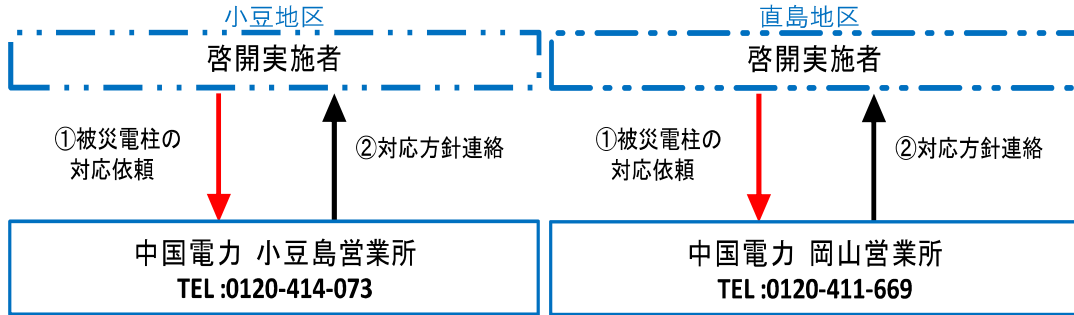 小豆地区
啓開実施者
①被災電柱の
対応依頼
②対応方針連絡
中国電力 小豆島営業所
TEL :0120-414-073
直島地区
啓開実施者
①被災電柱の
対応依頼
②対応方針連絡
中国電力 岡山営業所
TEL :0120-411-669